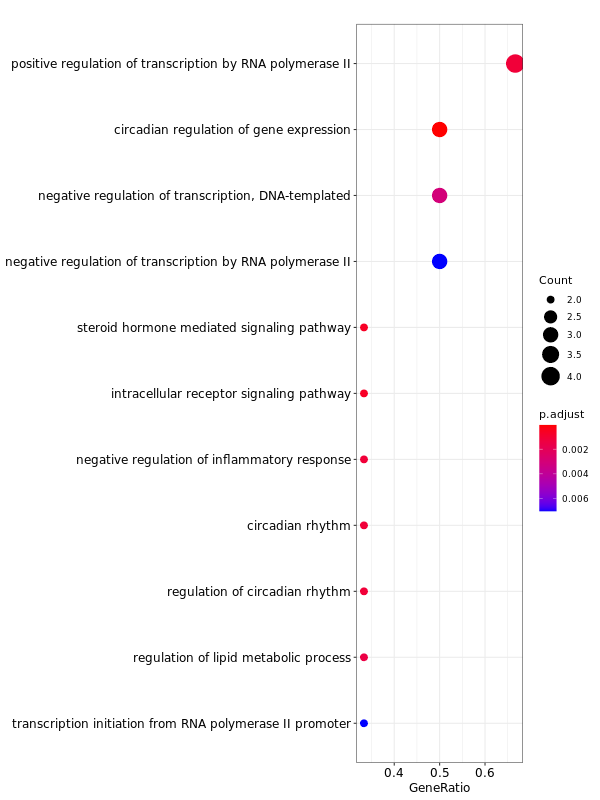 positive regulation of transcription by RNA polymerase II
circadian regulation of gene expression
negative regulation of transcription, DNA-templated
negative regulation of transcription by RNA polymerase II
steroid hormone mediated signaling pathway
intracellular receptor signaling pathway
negative regulation of inflammatory response
circadian rhythm
regulation of circadian rhythm
regulation of lipid metabolic process
transcription initiation from RNA polymerase II promoter
0.4 0.5 0.6
GeneRatio
Count
2.0
2.5
3.0
3.5
4.0
p.adjust
0.002
0.004
0.006